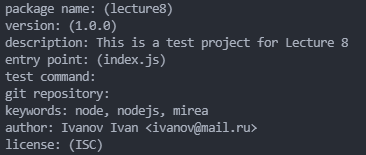 package name: (lecture8)
version: (1.0.0)
description: This is a test project for Lecture 8
entry point: (index.js)
test command:
git repository:
keywords: node, nodejs, mirea
author: Ivanov Ivan <ivanov@mail.ru>
license: (ISC)